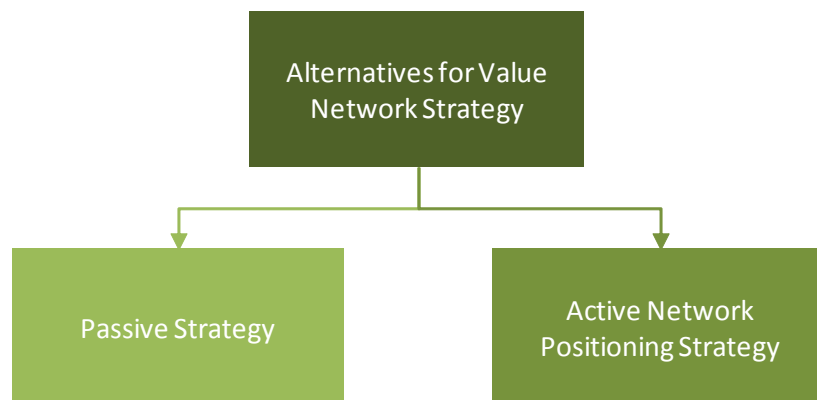 Alternatives for Value
Network Strategy
Passive Strategy
Active Network
Positioning Strategy